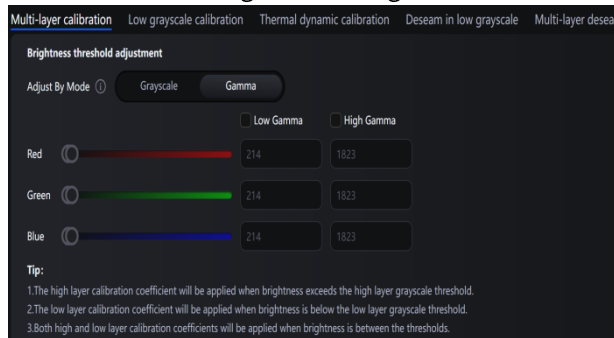 Multi-layer calibration Low grayscale calibration Thermal dynamic calibration Deseam in low grayscale Multi-layer desea
Brightness threshold adjustment
Adjust By Mode Grayscale Gamma
Low Gamma High Gamma
Red 214 1823
Green 214 1823
Blue 214 1823
Tip:
1.The high layer calibration coefficient will be applied when brightness exceeds the high layer grayscale threshold.
2.The low layer calibration coefficient will be applied when brightness is below the low layer grayscale threshold.
3.Both high and low layer calibration coefficients will be applied when brightness is between the thresholds.